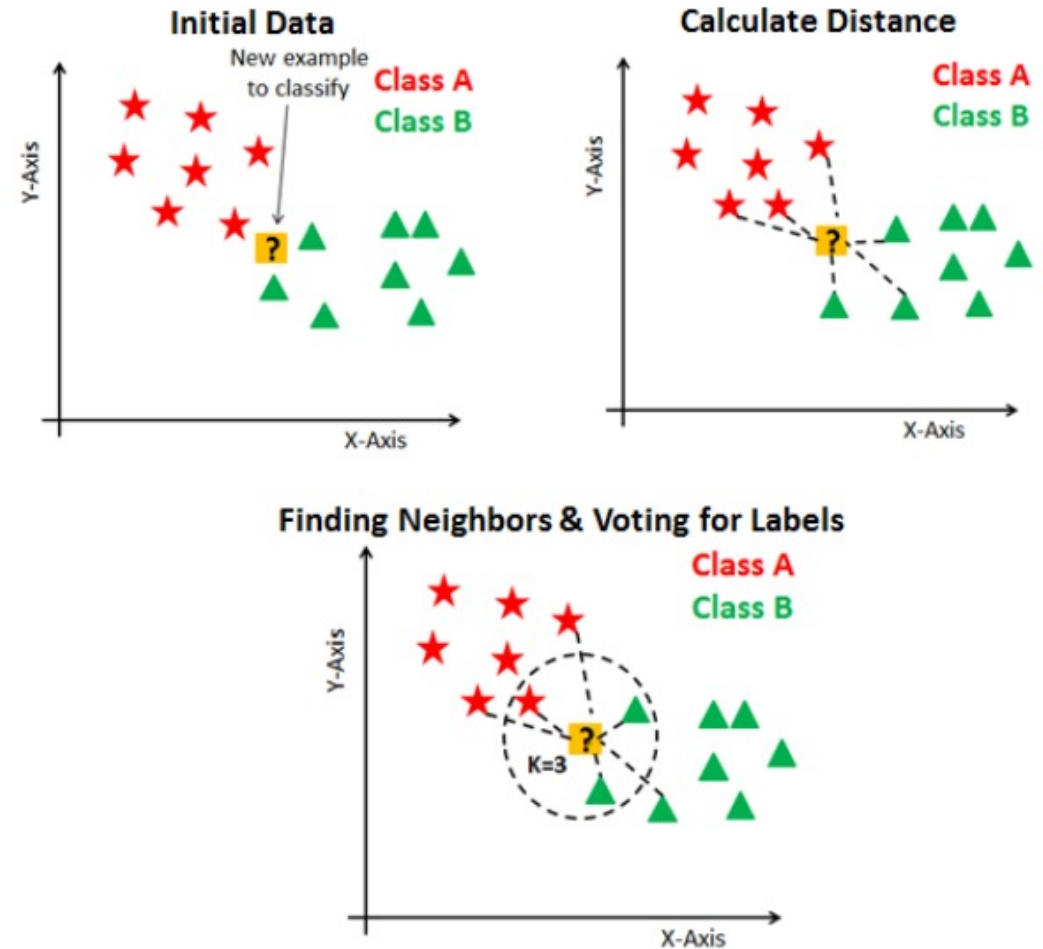 Initial Data
New example
to classify
Class A
Class B
Y-Axis
?
X-Axis
Calculate Distance
Class A
Class B
Y-Axis
?
X-Axis
Finding Neighbors & Voting for Labels
Class A
Class B
Y-Axis
?
K=3
X-Axis